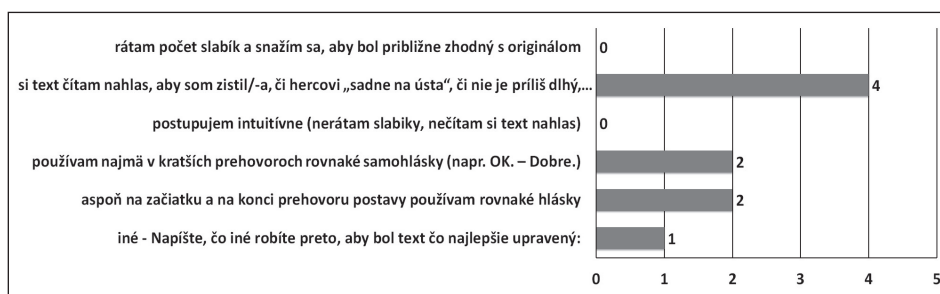 rátam počet slabík a snažím sa, aby bol približne zhodný s originálom 0
si text čítam nahlas, aby som zistil/-a, či hercovi „sadne na ústa“, či nie je príliš dlhý,... 4
postupujem intuitívne (nerátam slabiky, nečítam si text nahlas) 0
používam najmä v kratších prehovoroch rovnaké samohlásky (napr. OK. – Dobre.) 2
aspoň na začiatku a na konci prehovoru postavy používam rovnaké hlásky 2
iné - Napíšte, čo iné robíte preto, aby bol text čo najlepšie upravený: 1
0 1 2 3 4 5